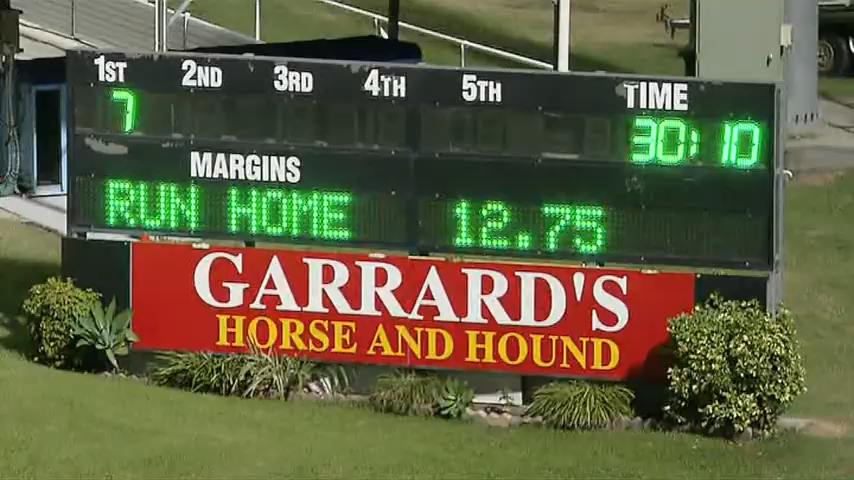 1ST 2ND 3RD 4TH 5TH TIME
7 30:10
MARGINS
RUN HOME 12.75
GARRARD'S
HORSE AND HOUND